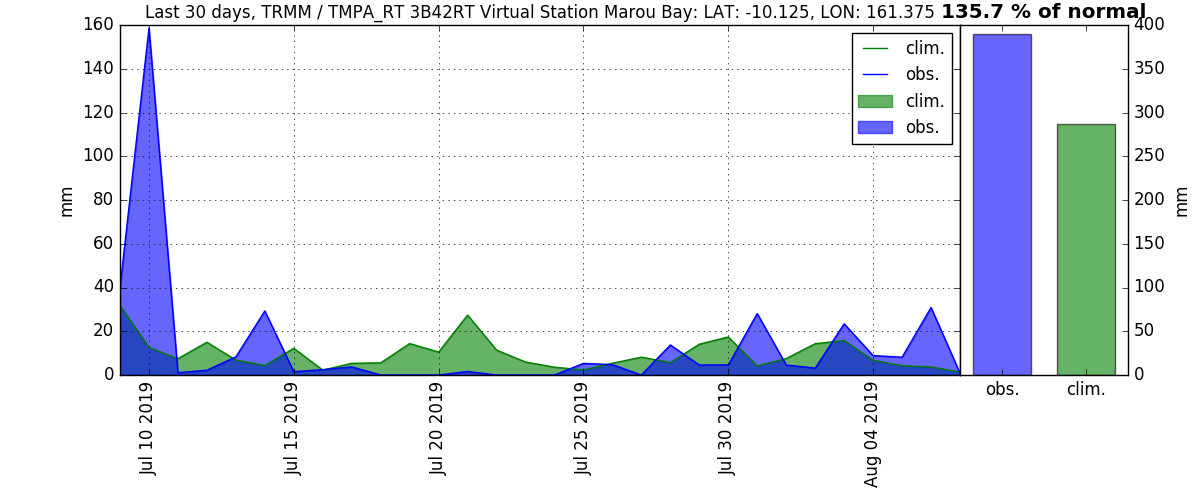 Last 30 days, TRMM / TMPA_RT 3B42RT Virtual Station Marou Bay: LAT: -10.125, LON: 161.375 135.7 % of normal
160
140
120
100
80
60
40
20
0
mm
clim.
obs.
clim.
obs.
400
350
300
250
200
150
100
50
0
mm
obs. clim.
Jul 10 2019
Jul 15 2019
Jul 20 2019
Jul 25 2019
Jul 30 2019
Aug 04 2019